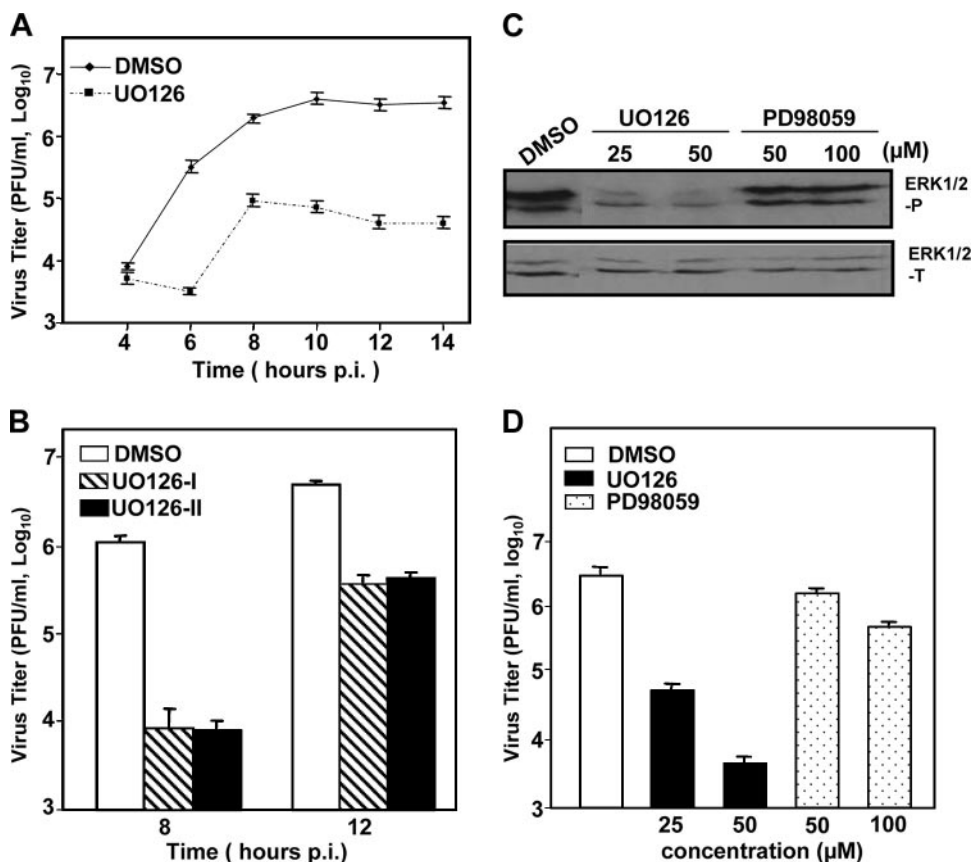 A
Virus Titer (PFU/ml, Log10)
7
6
5
4
3
DMSO
UO126
4 6 8 10 12 14
Time ( hours p.i. )
C
DMSO
UO126
PD98059
25 50 50 100 (µM)
ERK1/2
-P
ERK1/2
-T
B
Virus Titer (PFU/ml, Log10)
7
6
5
4
3
DMSO
UO126-I
UO126-II
8 12
Time ( hours p.i. )
D
Virus Titer (PFU/ml, log10)
7
6
5
4
3
DMSO
UO126
PD98059
25 50 50 100
concentration (µM)